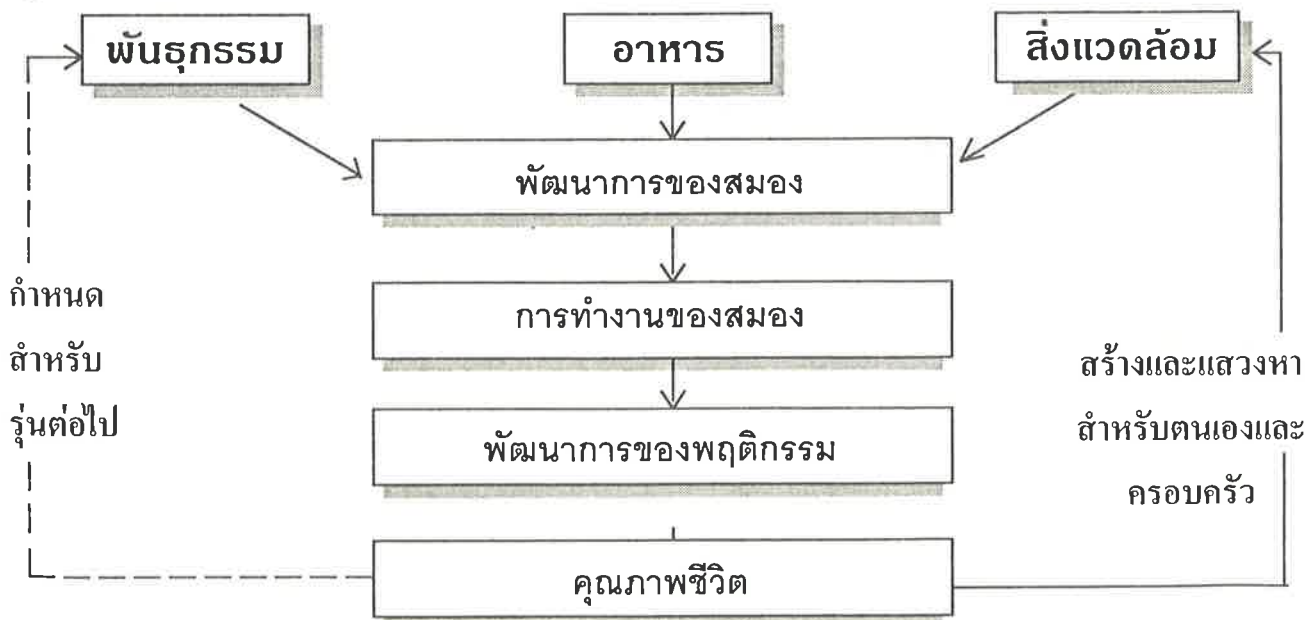 พันธุกรรม
อาหาร
สิ่งแวดล้อม
พัฒนาการของสมอง
การทำงานของสมอง
พัฒนาการของพฤติกรรม
คุณภาพชีวิต
กำหนด
สำหรับ
รุ่นต่อไป
สร้างและแสวงหา
สำหรับตนเองและ
ครอบครัว